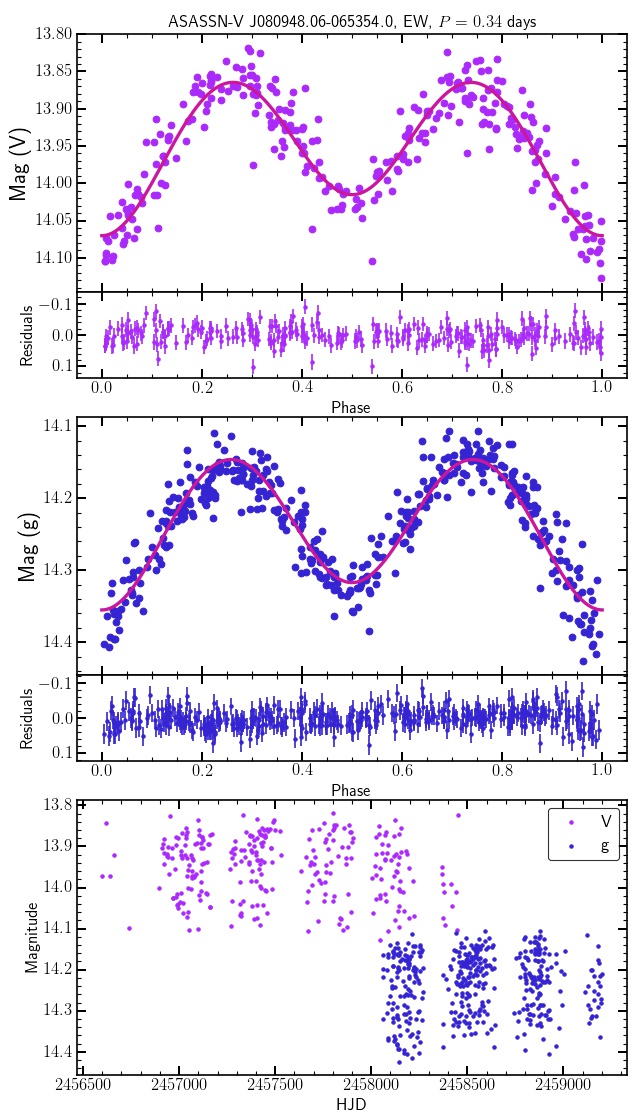 ASASSN-V J080948.06-065354.0, EW, P = 0.34 days
13.80
13.85
13.90
13.95
14.00
14.05
14.10
Mag (V)
−0.1
0.0
0.1
Residuals
0.0 0.2 0.4 0.6 0.8 1.0
Phase
14.1
14.2
14.3
14.4
Mag (g)
−0.1
0.0
0.1
Residuals
0.0 0.2 0.4 0.6 0.8 1.0
Phase
13.8
13.9
14.0
14.1
14.2
14.3
14.4
Magnitude
V
g
2456500 2457000 2457500 2458000 2458500 2459000
HJD